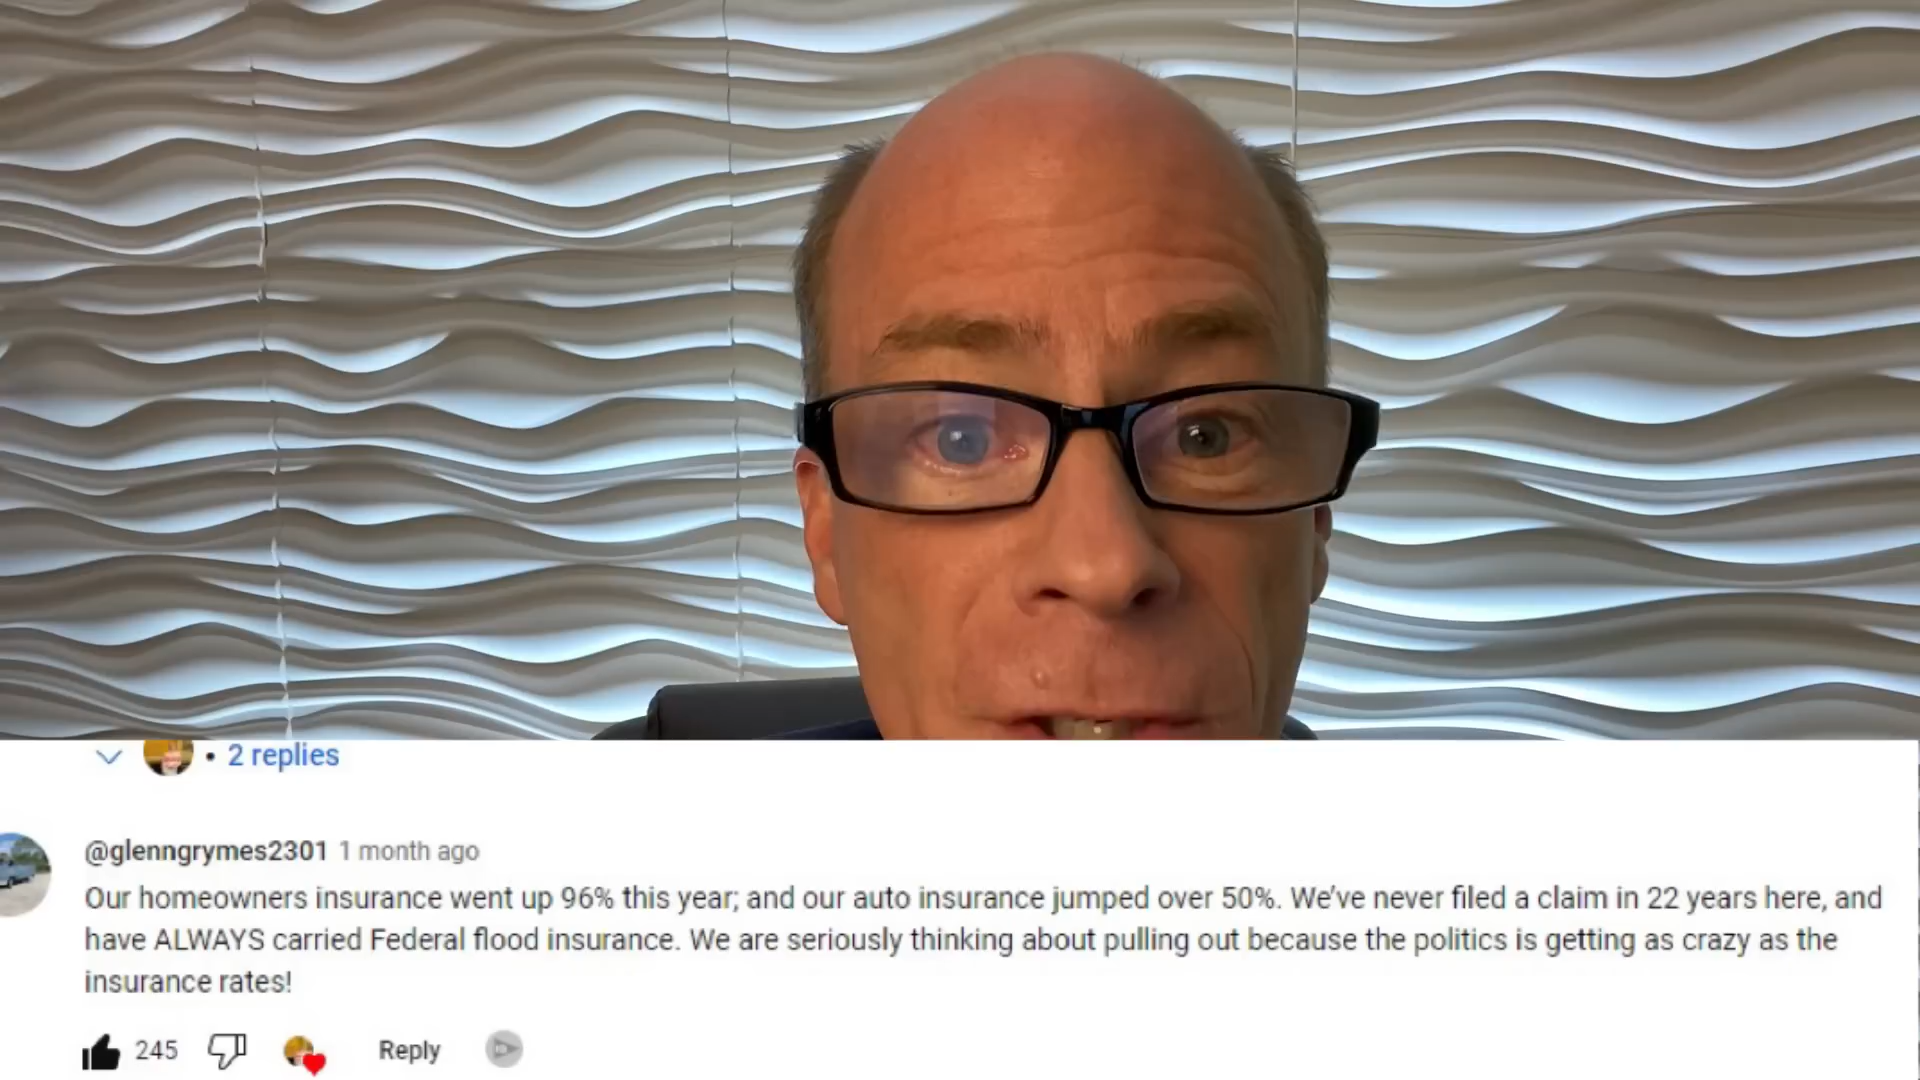 • 2 replies
@glenngrymes2301 1 month ago
Our homeowners insurance went up 96% this year; and our auto insurance jumped over 50%. We’ve never filed a claim in 22 years here, and
have ALWAYS carried Federal flood insurance. We are seriously thinking about pulling out because the politics is getting as crazy as the
insurance rates!
245 Reply